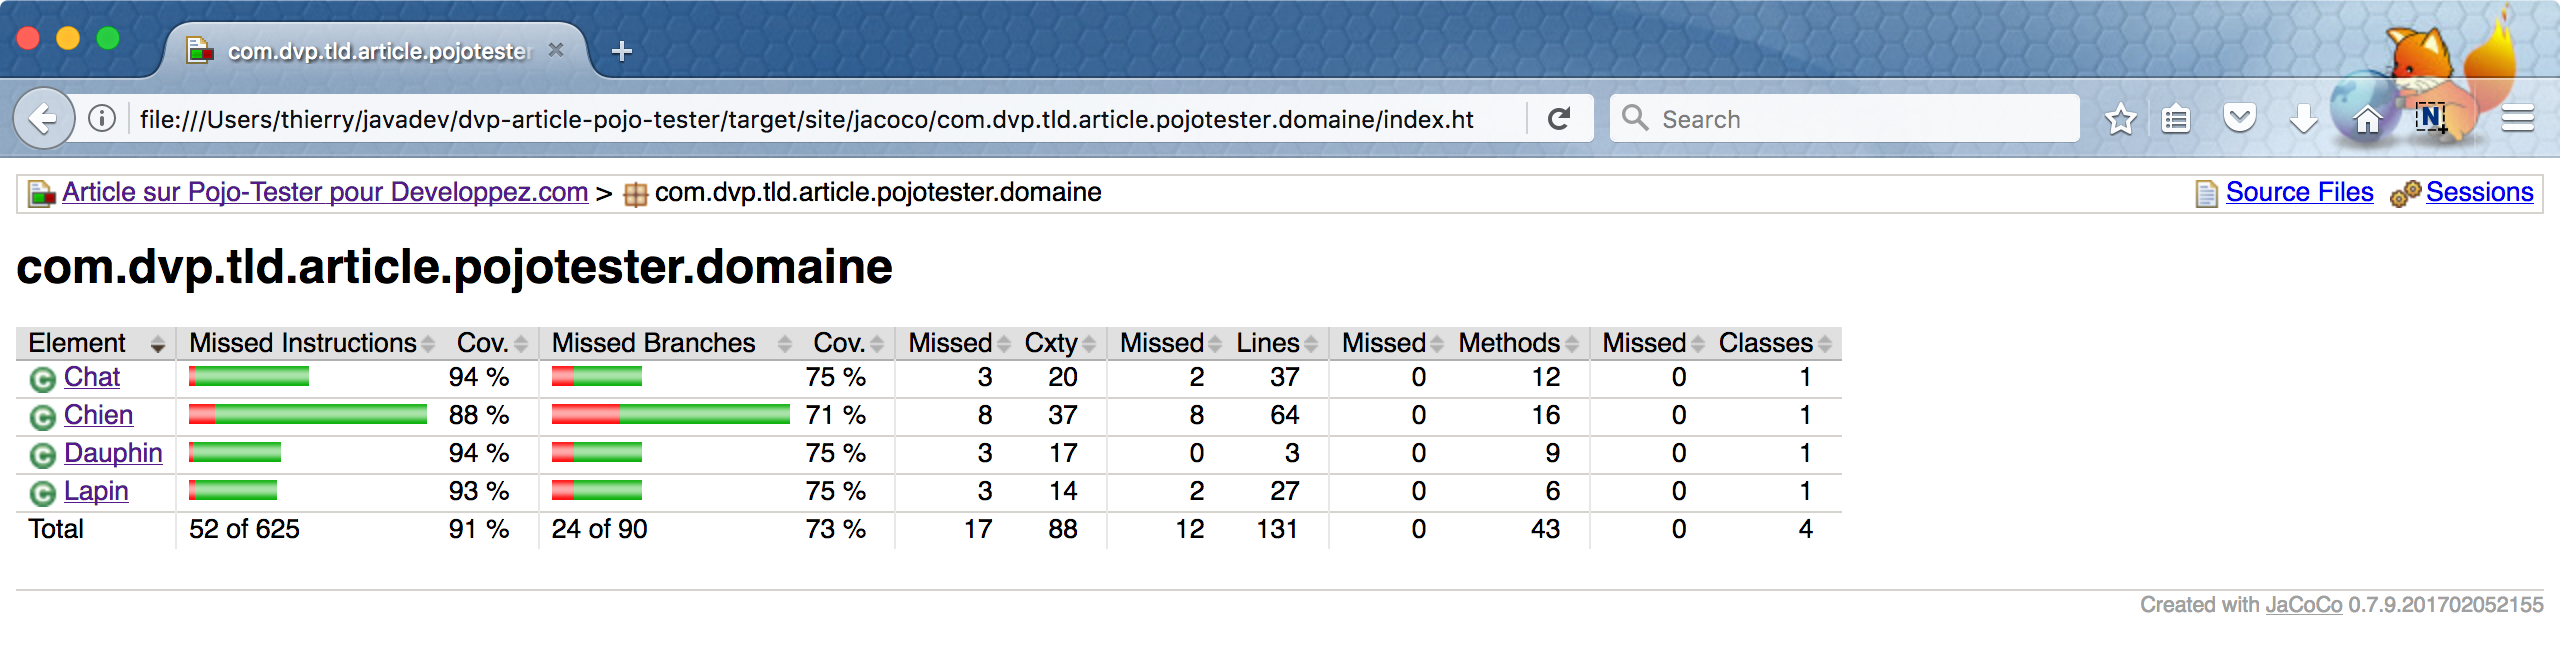 com.dvp.tld.article.pojotester
file:///Users/thierry/javadev/dvp-article-pojo-tester/target/site/jacoco/com.dvp.tld.article.pojotester.domaine/index.ht
Search
N
Article sur Pojo-Tester pour Developpez.com > com.dvp.tld.article.pojotester.domaine Source Files Sessions
com.dvp.tld.article.pojotester.domaine
Element Missed Instructions Cov. Missed Branches Cov. Missed Cxty Missed Lines Missed Methods Missed Classes
C Chat 94 % 75 % 3 20 2 37 0 12 0 1
C Chien 88 % 71 % 8 37 8 64 0 16 0 1
C Dauphin 94 % 75 % 3 17 0 3 0 9 0 1
C Lapin 93 % 75 % 3 14 2 27 0 6 0 1
Total 52 of 625 91 % 24 of 90 73 % 17 88 12 131 0 43 0 4
Created with JaCoCo 0.7.9.201702052155